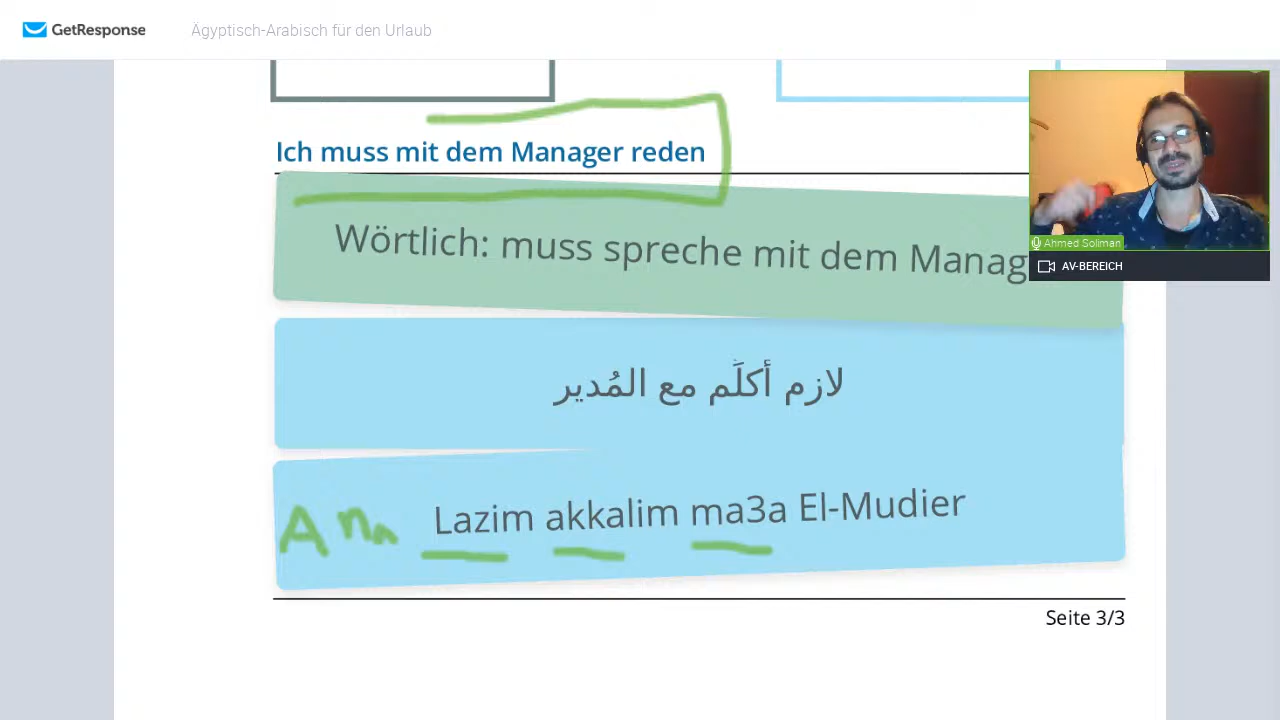 GetResponse Ägyptisch-Arabisch für den Urlaub
Ich muss mit dem Manager reden
Wörtlich: muss spreche mit dem Manag
Ahmed Soliman
AV-BEREICH
لازم أكلَم مع المُدير
Ana Lazim akkalim ma3a El-Mudier
Seite 3/3